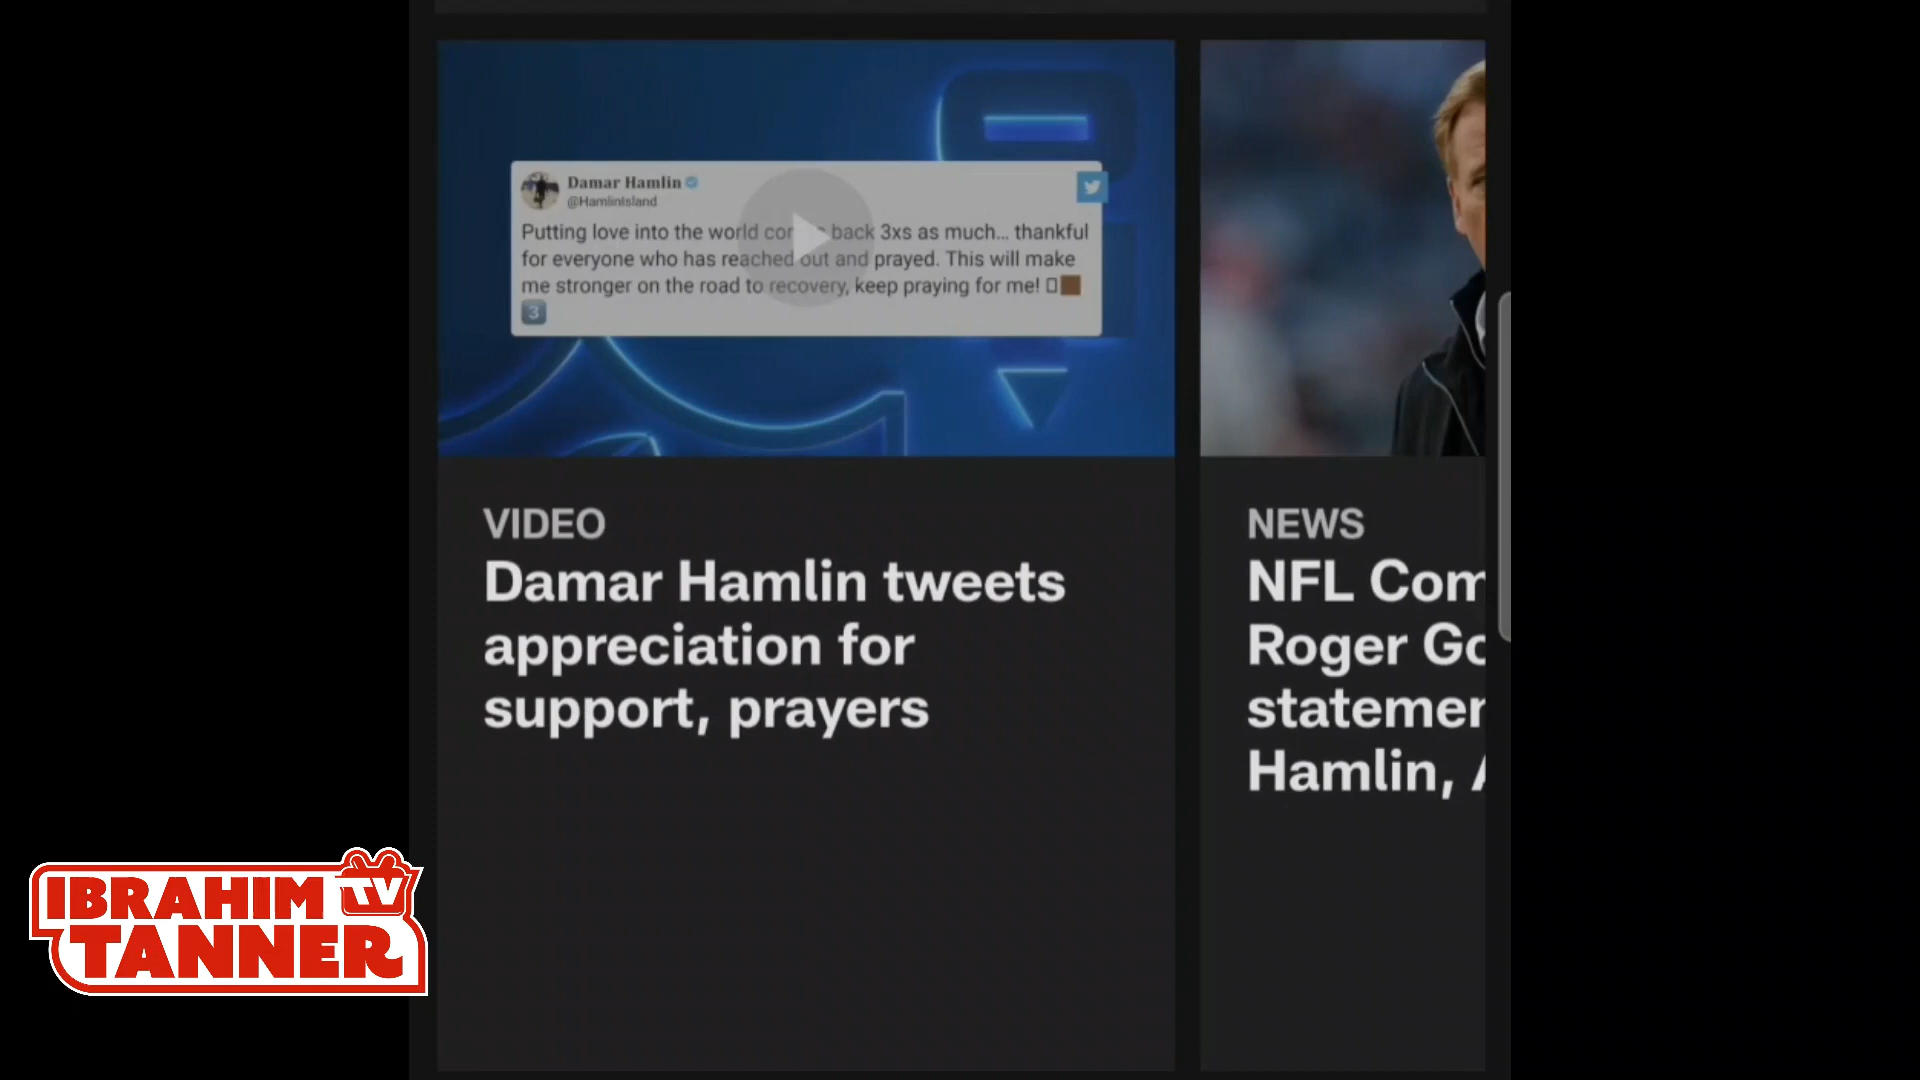 Damar Hamlin
@HamlinIsland
Putting love into the world back 3xs as much... thankful
for everyone who has reached out and prayed. This will make
me stronger on the road to recovery, keep praying for me!
3
VIDEO
Damar Hamlin tweets
appreciation for
support, prayers
NEWS
NFL Com
Roger Go
statemen
Hamlin, A
IBRAHIM TV
TANNER